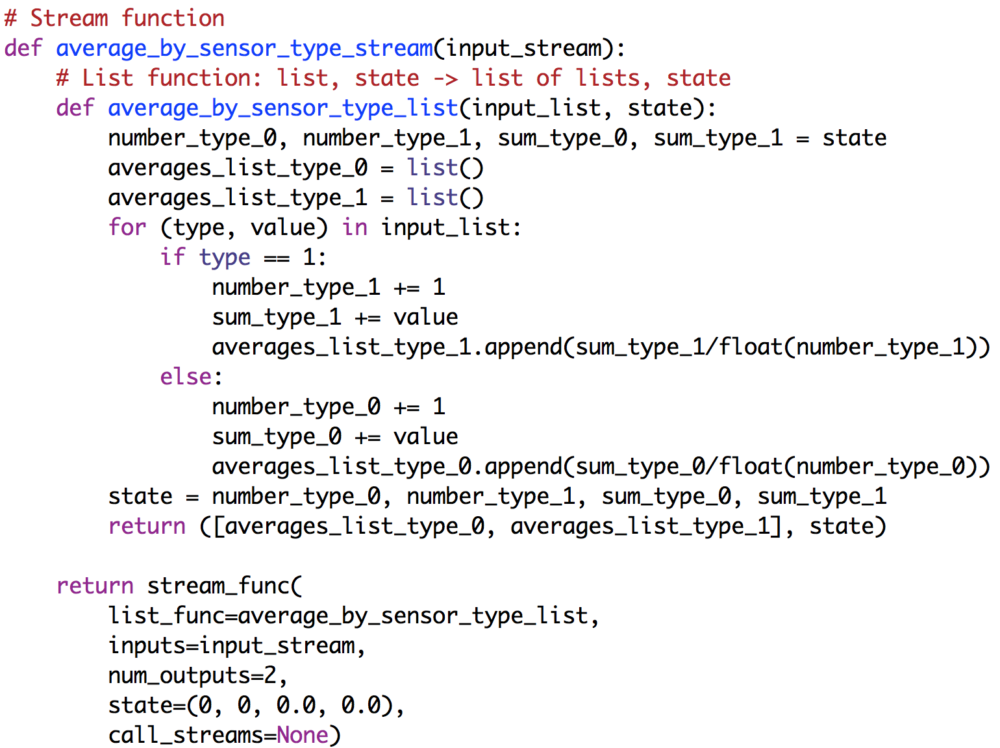 # Stream function
def average_by_sensor_type_stream(input_stream):
    # List function: list, state -> list of lists, state
    def average_by_sensor_type_list(input_list, state):
        number_type_0, number_type_1, sum_type_0, sum_type_1 = state
        averages_list_type_0 = list()
        averages_list_type_1 = list()
        for (type, value) in input_list:
            if type == 1:
                number_type_1 += 1
                sum_type_1 += value
                averages_list_type_1.append(sum_type_1/float(number_type_1))
            else:
                number_type_0 += 1
                sum_type_0 += value
                averages_list_type_0.append(sum_type_0/float(number_type_0))
        state = number_type_0, number_type_1, sum_type_0, sum_type_1
        return ([averages_list_type_0, averages_list_type_1], state)

    return stream_func(
        list_func=average_by_sensor_type_list,
        inputs=input_stream,
        num_outputs=2,
        state=(0, 0, 0.0, 0.0),
        call_streams=None)